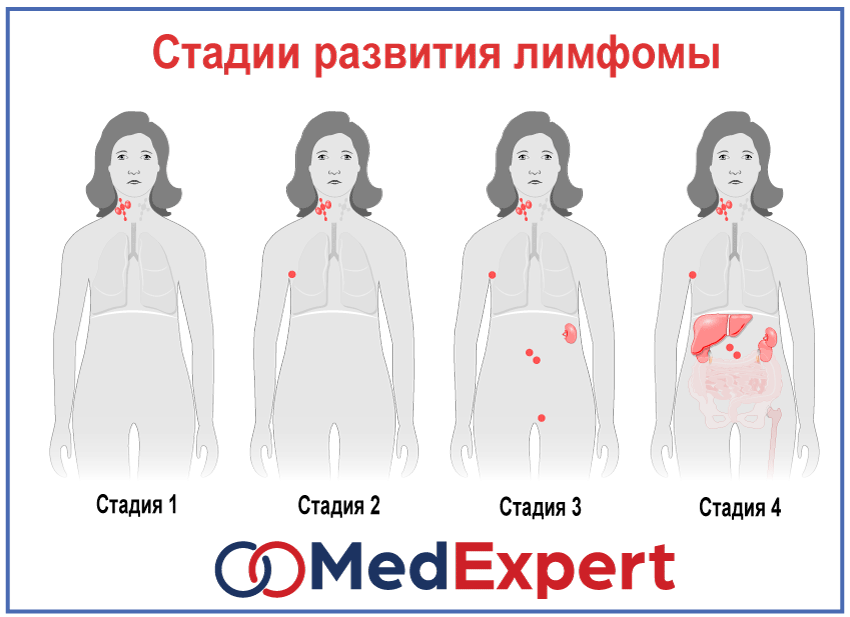 Стадии развития лимфомы
Стадия 1
Стадия 2
Стадия 3
Стадия 4
MedExpert